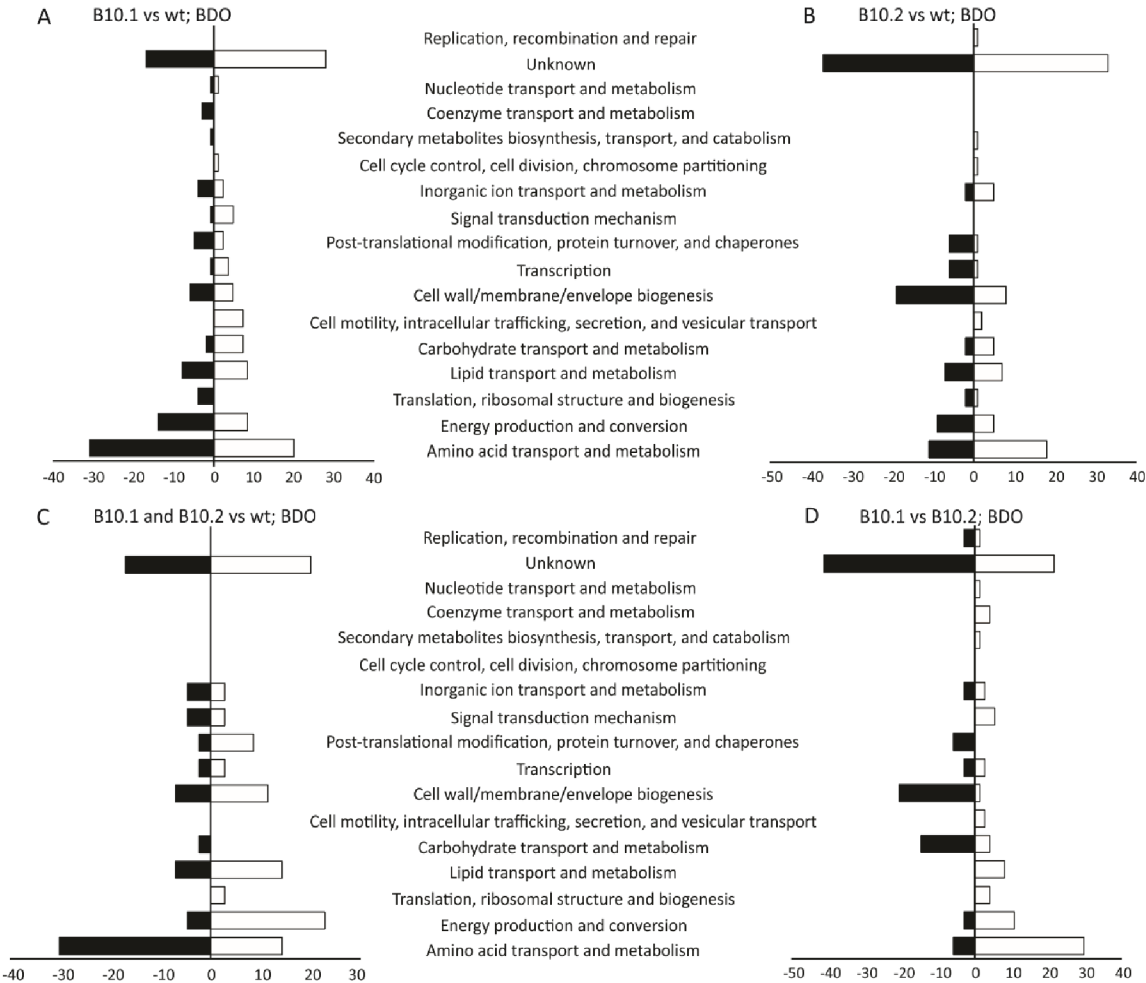 A
B10.1 vs wt; BDO
B
B10.2 vs wt; BDO
Replication, recombination and repair
Unknown
Nucleotide transport and metabolism
Coenzyme transport and metabolism
Secondary metabolites biosynthesis, transport, and catabolism
Cell cycle control, cell division, chromosome partitioning
Inorganic ion transport and metabolism
Signal transduction mechanism
Post-translational modification, protein turnover, and chaperones
Transcription
Cell wall/membrane/envelope biogenesis
Cell motility, intracellular trafficking, secretion, and vesicular transport
Carbohydrate transport and metabolism
Lipid transport and metabolism
Translation, ribosomal structure and biogenesis
Energy production and conversion
Amino acid transport and metabolism
-40 -30 -20 -10 0 10 20 30 40
-50 -40 -30 -20 -10 0 10 20 30 40
C
B10.1 and B10.2 vs wt; BDO
D
B10.1 vs B10.2; BDO
Replication, recombination and repair
Unknown
Nucleotide transport and metabolism
Coenzyme transport and metabolism
Secondary metabolites biosynthesis, transport, and catabolism
Cell cycle control, cell division, chromosome partitioning
Inorganic ion transport and metabolism
Signal transduction mechanism
Post-translational modification, protein turnover, and chaperones
Transcription
Cell wall/membrane/envelope biogenesis
Cell motility, intracellular trafficking, secretion, and vesicular transport
Carbohydrate transport and metabolism
Lipid transport and metabolism
Translation, ribosomal structure and biogenesis
Energy production and conversion
Amino acid transport and metabolism
-40 -30 -20 -10 0 10 20 30
-50 -40 -30 -20 -10 0 10 20 30 40